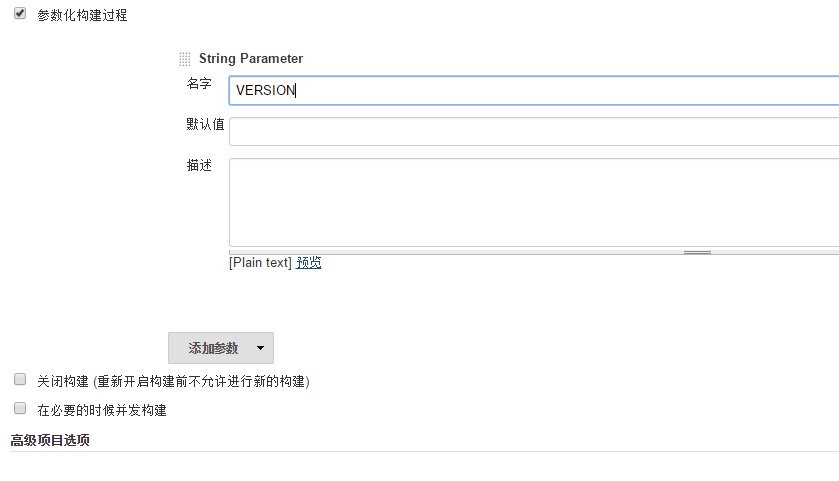 参数化构建过程
String Parameter
名字 VERSION
默认值
描述
[Plain text] 预览
添加参数
关闭构建 (重新开启构建前不允许进行新的构建)
在必要的时候并发构建
高级项目选项